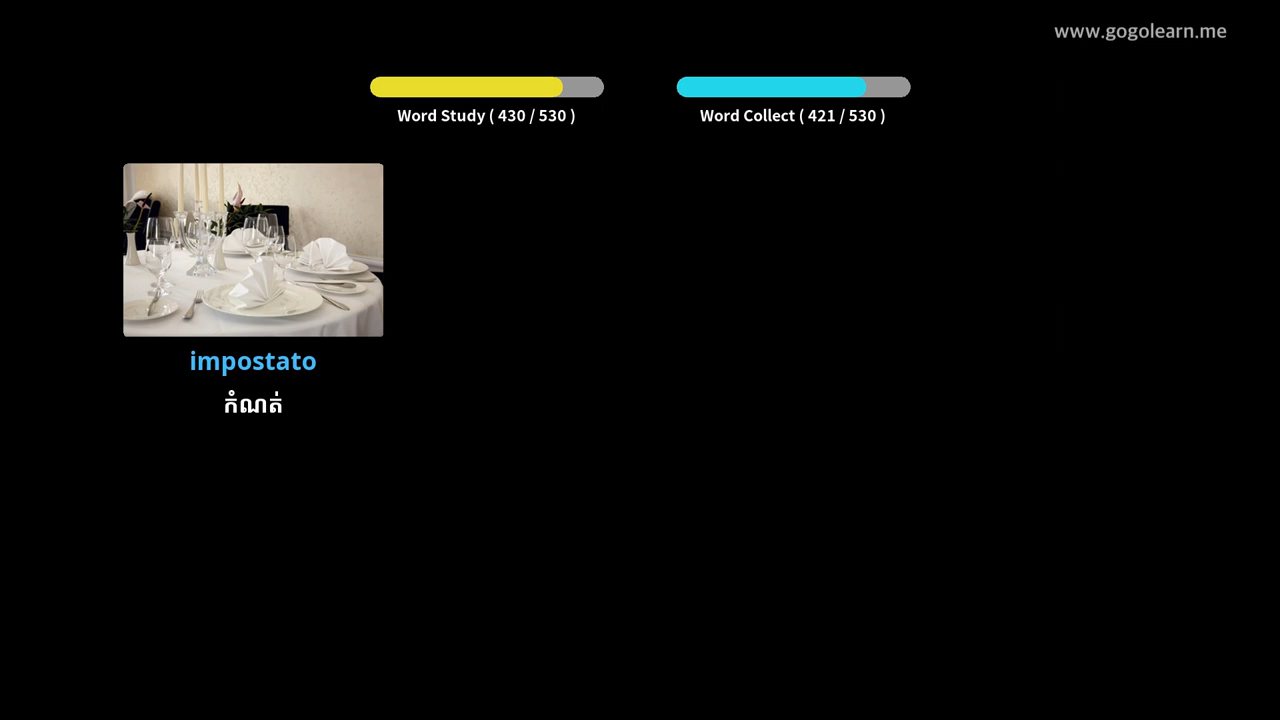 www.gogolearn.me
Word Study ( 430 / 530 )
Word Collect ( 421 / 530 )
impostato
កំណត់